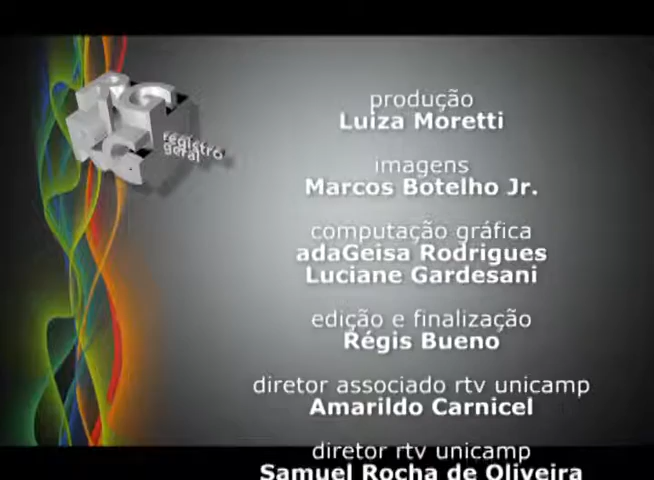 registro
geral
produção
Luiza Moretti
imagens
Marcos Botelho Jr.
computação gráfica
adaGeisa Rodrigues
Luciane Gardesani
edição e finalização
Régis Bueno
diretor associado rtv unicamp
Amarildo Carnicel
diretor rtv unicamp
Samuel Rocha de Oliveira